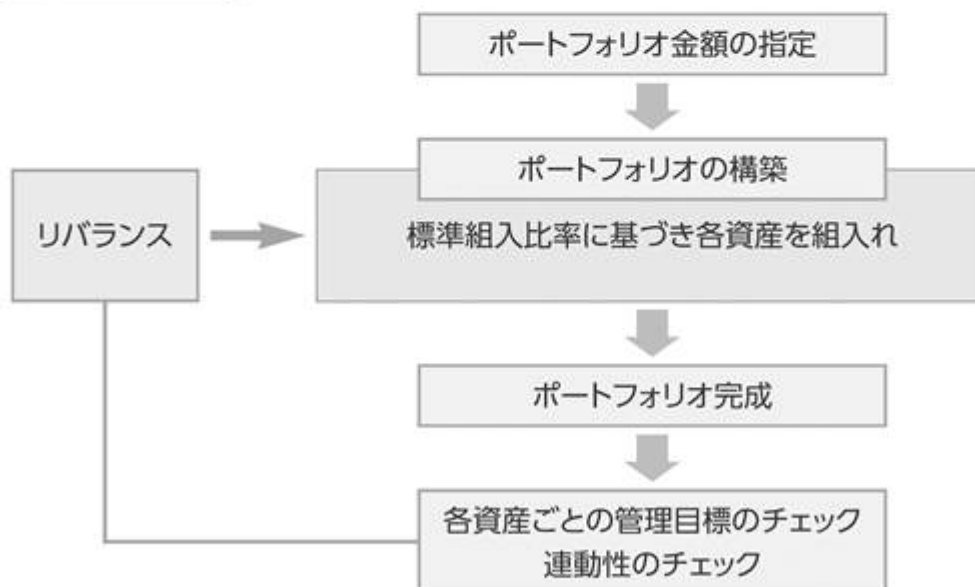 ポートフォリオ金額の指定
ポートフォリオの構築
リバランス
標準組入比率に基づき各資産を組入れ
ポートフォリオ完成
各資産ごとの管理目標のチェック
連動性のチェック